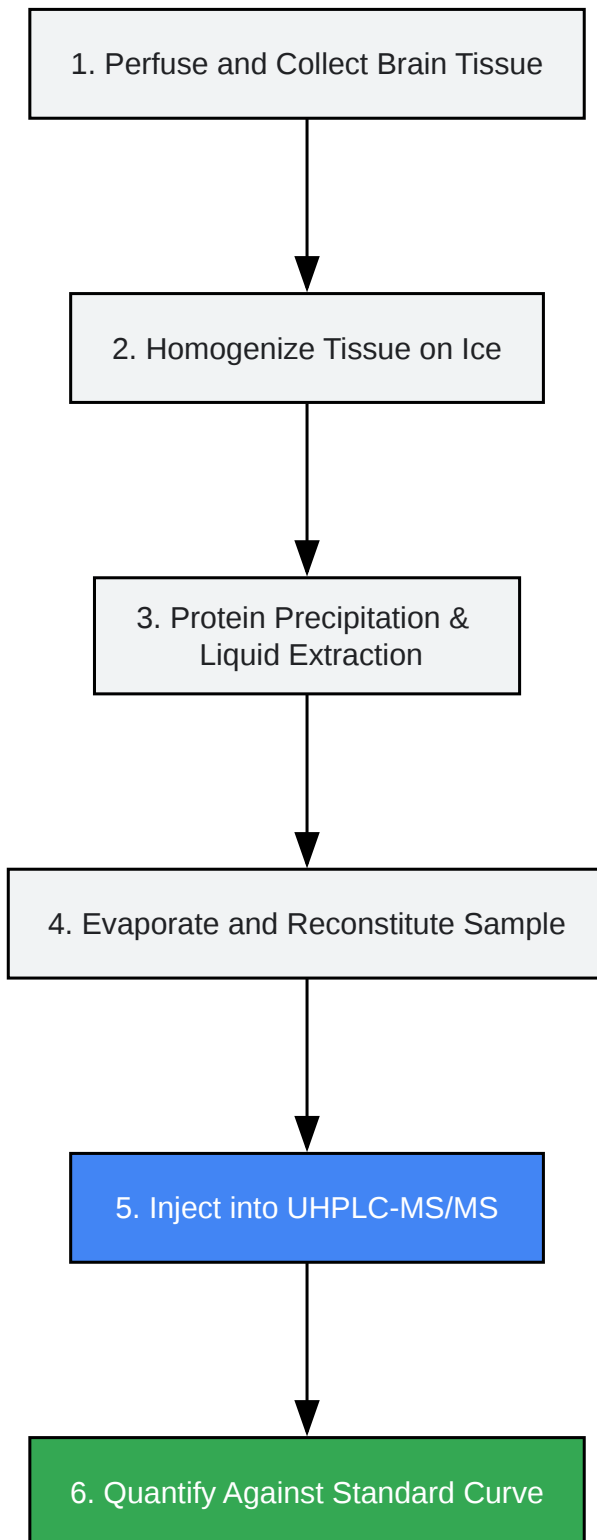 1. Perfuse and Collect Brain Tissue
2. Homogenize Tissue on Ice
3. Protein Precipitation &
Liquid Extraction
4. Evaporate and Reconstitute Sample
5. Inject into UHPLC-MS/MS
6. Quantify Against Standard Curve